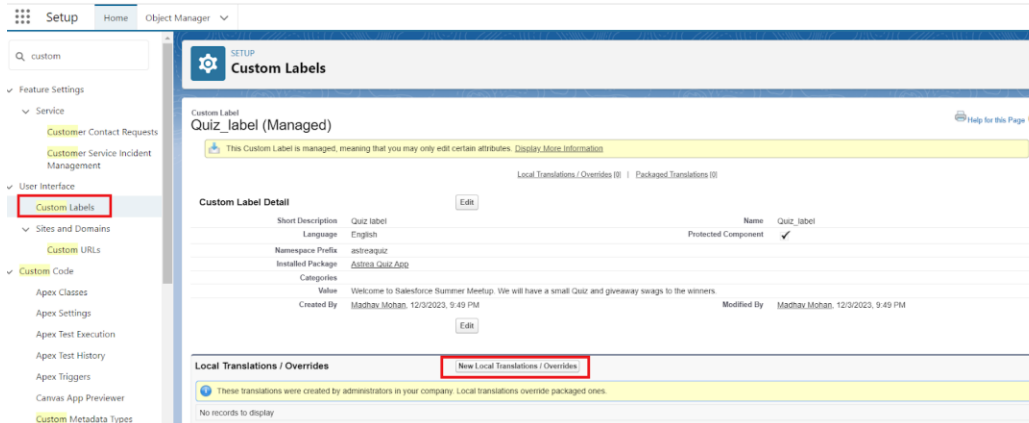 Setup Home Object Manager
custom
Feature Settings
Service
Customer Contact Requests
Customer Service Incident
Management
User Interface
Custom Labels
Sites and Domains
Custom URLs
Custom Code
Apex Classes
Apex Settings
Apex Test Execution
Apex Test History
Apex Triggers
Canvas App Previewer
Custom Metadata Types
SETUP
Custom Labels
Custom Label
Quiz_label (Managed)
Help for this Page
This Custom Label is managed, meaning that you may only edit certain attributes. Display More Information
Local Translations / Overrides [0] | Packaged Translations [0]
Custom Label Detail Edit
Short Description Quiz label Name Quiz_label
Language English Protected Component ✓
Namespace Prefix astreaquiz
Installed Package Astrea Quiz App
Categories
Value Welcome to Salesforce Summer Meetup. We will have a small Quiz and giveaway swags to the winners.
Created By Madhav Mohan, 12/3/2023, 9:49 PM Modified By Madhav Mohan, 12/3/2023, 9:49 PM
Edit
Local Translations / Overrides New Local Translations / Overrides
These translations were created by administrators in your company. Local translations override packaged ones.
No records to display